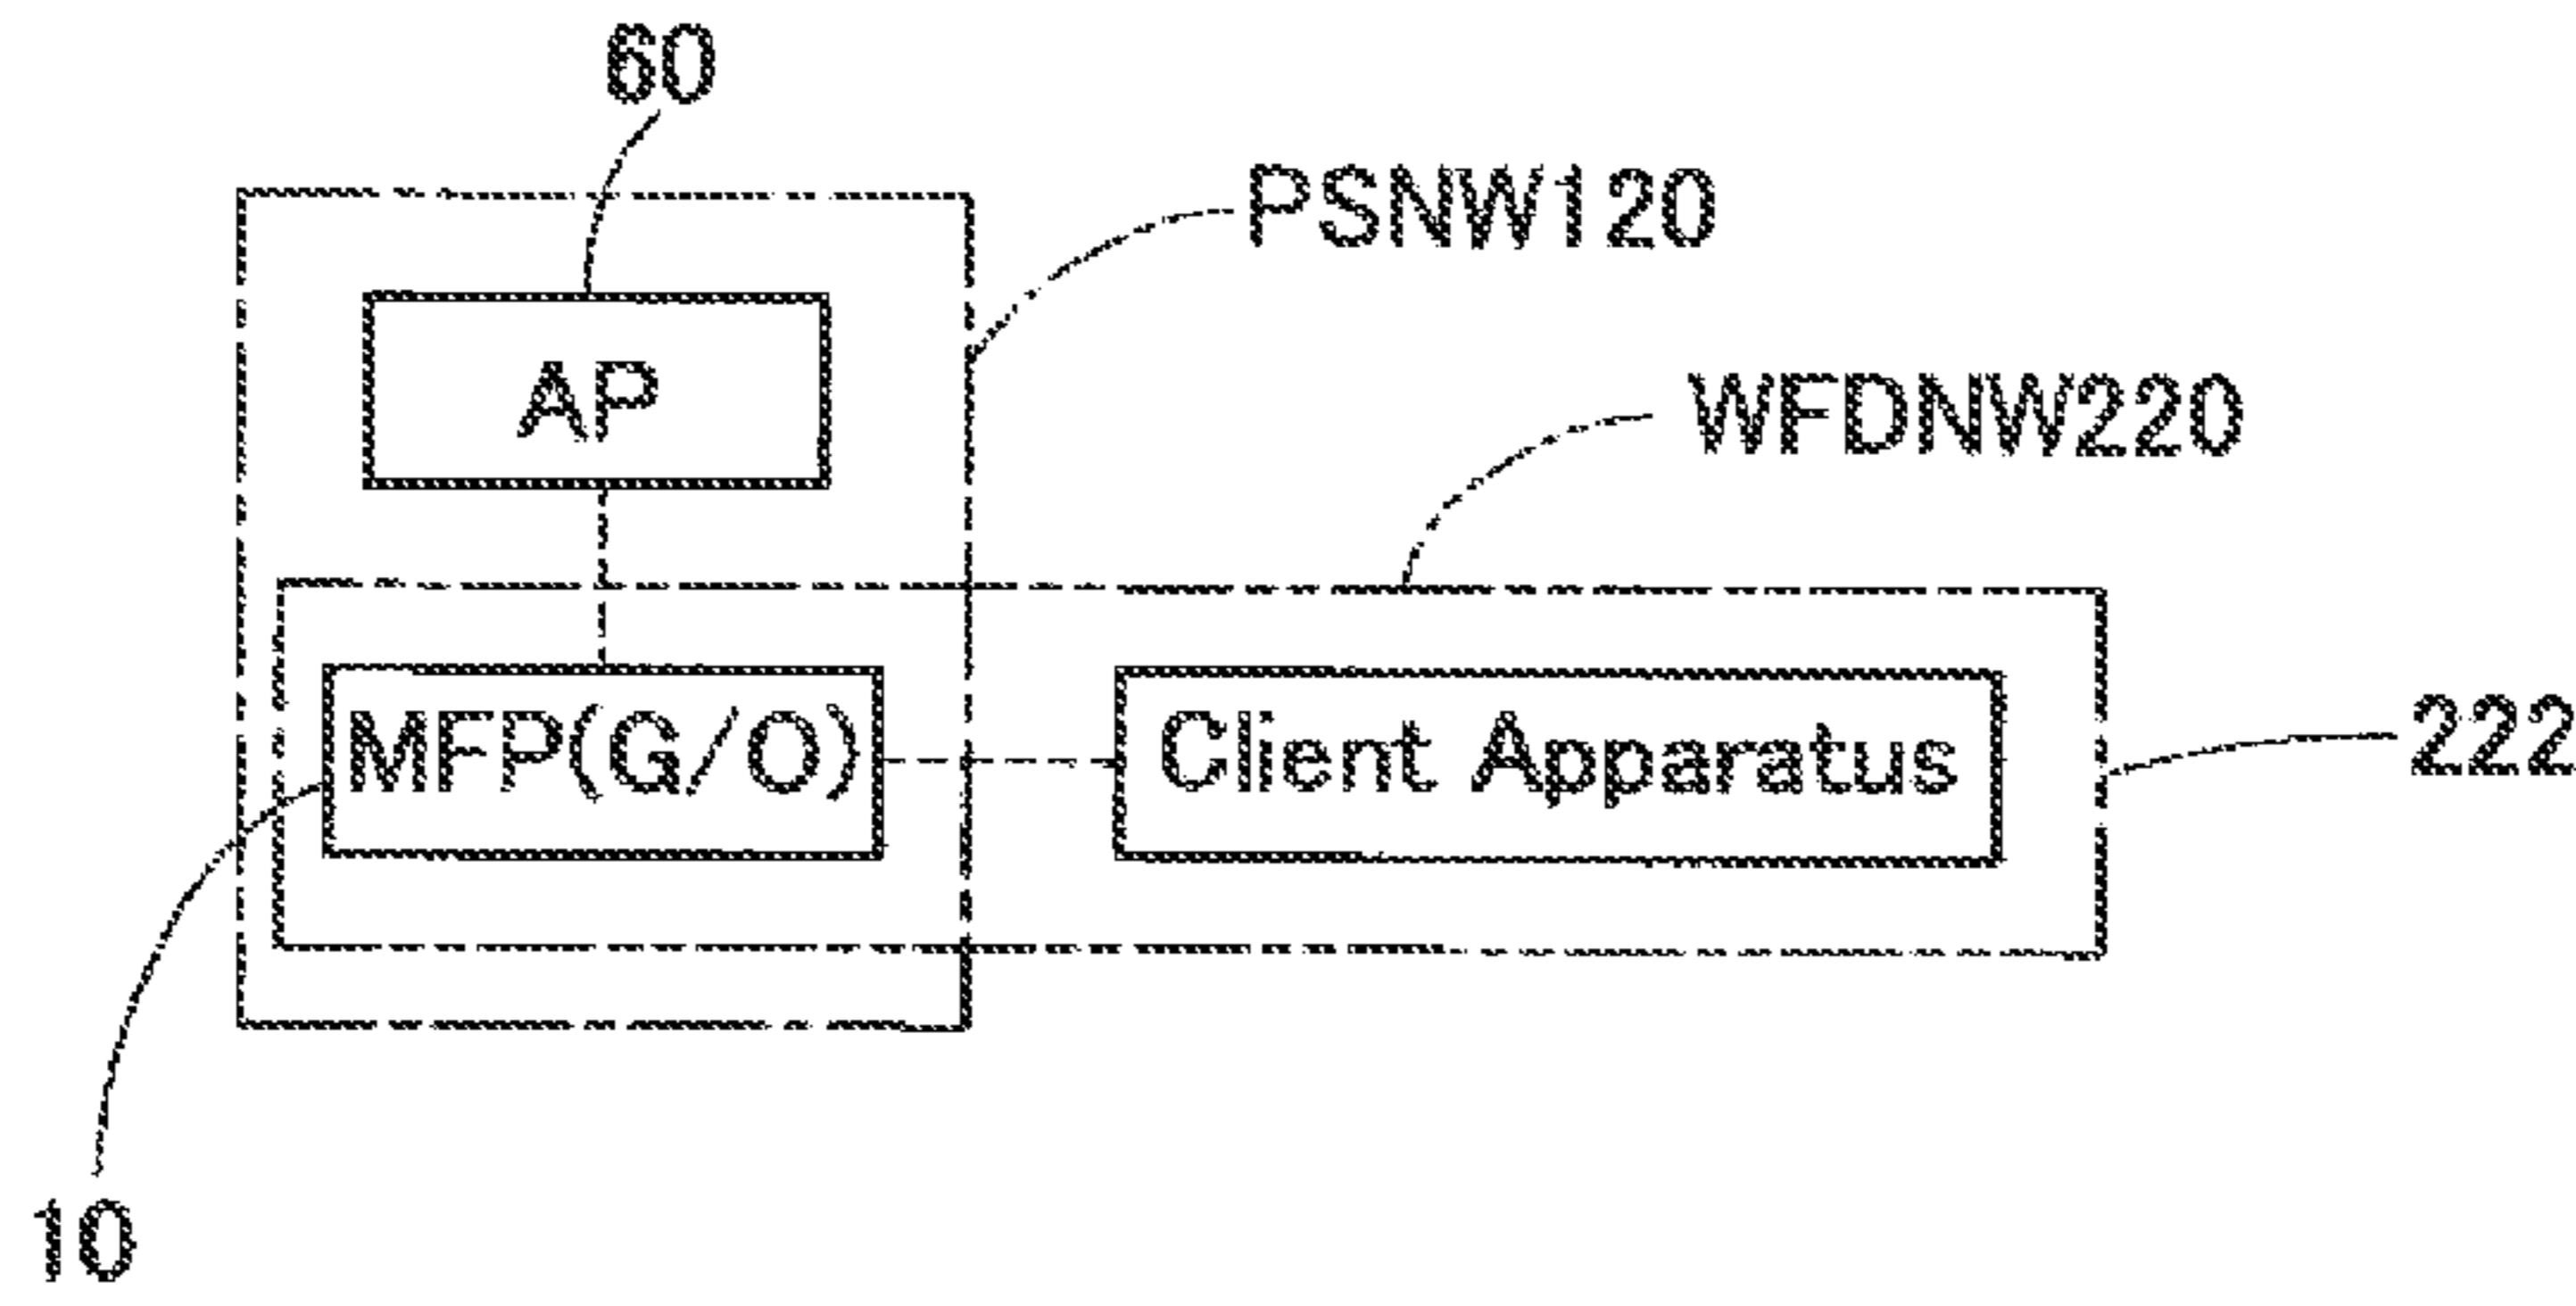 60
PSNW120
AP
WFDNW220
MFP(G/O)
Client Apparatus
222
10